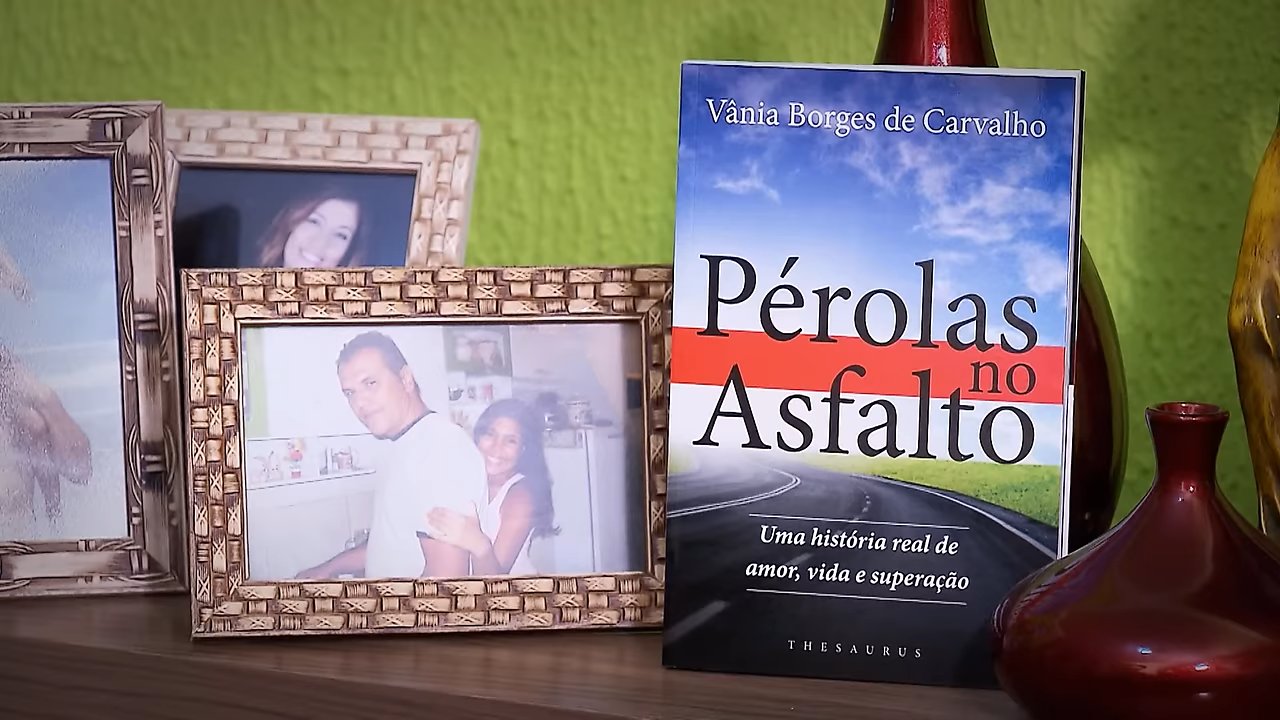 Vânia Borges de Carvalho
Pérolas
no
Asfalto
Uma história real de
amor, vida e superação
THESAURUS